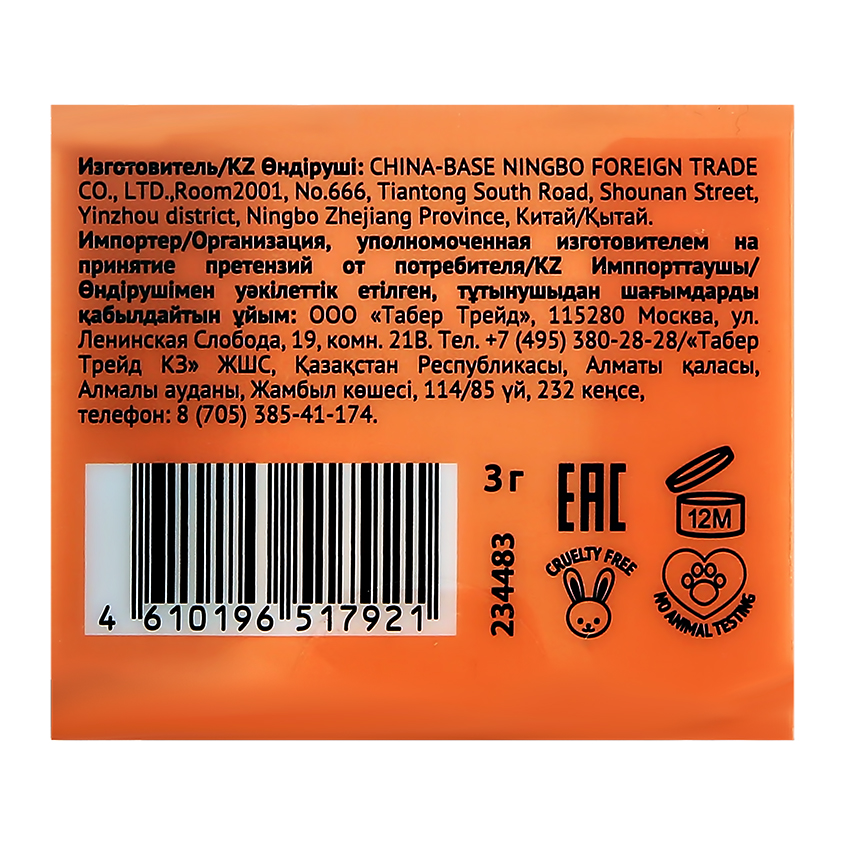 Изготовитель/KZ Өндіруші: CHINA-BASE NINGBO FOREIGN TRADE
CO., LTD.,Room2001, No.666, Tiantong South Road, Shounan Street,
Yinzhou district, Ningbo Zhejiang Province, Китай/Қытай.
Импортер/Организация, уполномоченная изготовителем на
принятие претензий от потребителя/KZ Имппорттаушы/
Өндірушімен уәкілеттік етілген, тұтынушыдан шағымдарды
қабылдайтын ұйым: ООО «Табер Трейд», 115280 Москва, ул.
Ленинская Слобода, 19, комн. 21В. Тел. +7 (495) 380-28-28/«Табер
Трейд КЗ» ЖШС, Қазақстан Республикасы, Алматы қаласы,
Алмалы ауданы, Жамбыл көшесі, 114/85 үй, 232 кеңсе,
телефон: 8 (705) 385-41-174.
3 г
EAC
12M
234483
CRUELTY FREE
NO ANIMAL TESTING
4 610196 517921